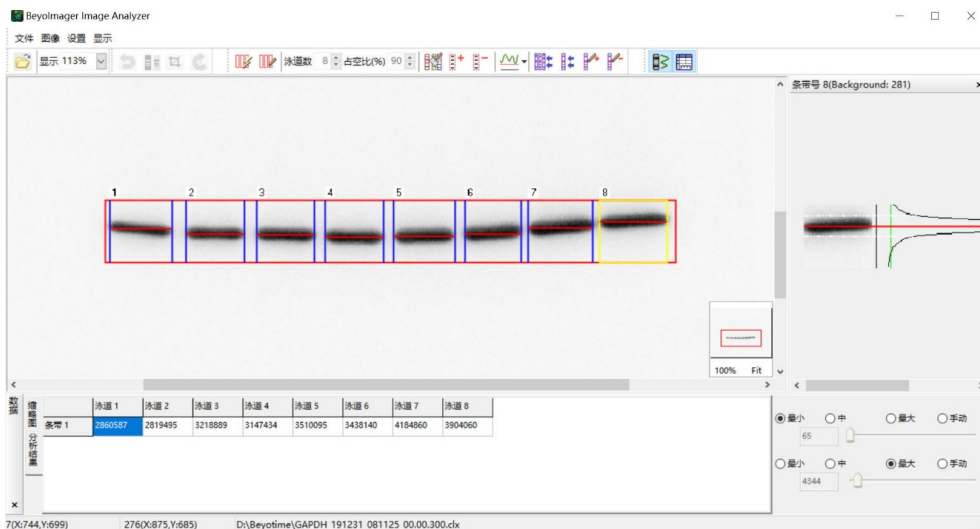 BeyoImager Image Analyzer
文件 图像 设置 显示
显示 113% 泳道数 8 占空比(%) 90
条带号 8(Background: 281)
1 2 3 4 5 6 7 8
100% Fit
数据
缩略图 分析结果
泳道 1 泳道 2 泳道 3 泳道 4 泳道 5 泳道 6 泳道 7 泳道 8
条带 1 2860587 2819495 3218889 3147434 3510095 3438140 4184860 3904060
最小 中 最大 手动
65
最小 中 最大 手动
4344
7(X:744,Y:699) 276(X:875,Y:685) D:\Beyotime\GAPDH_191231_081125_00.00.300.clx